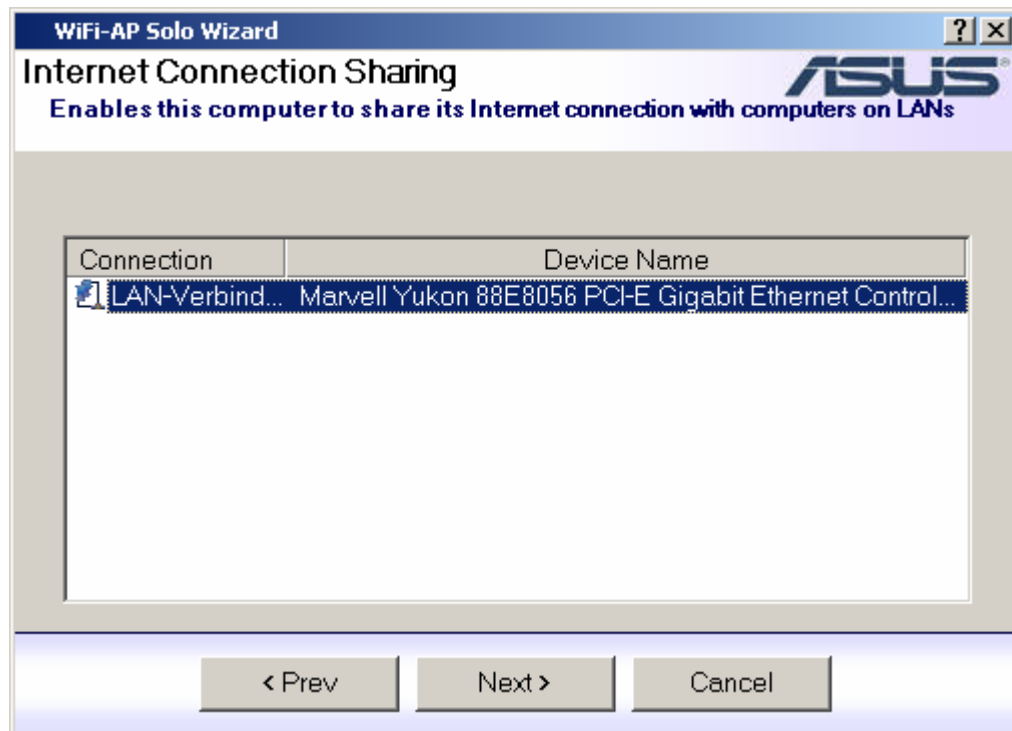 WiFi-AP Solo Wizard
Internet Connection Sharing
ASUS®
Enables this computer to share its Internet connection with computers on LANs
Connection Device Name
LAN-Verbind... Marvell Yukon 88E8056 PCI-E Gigabit Ethernet Control...
< Prev Next > Cancel